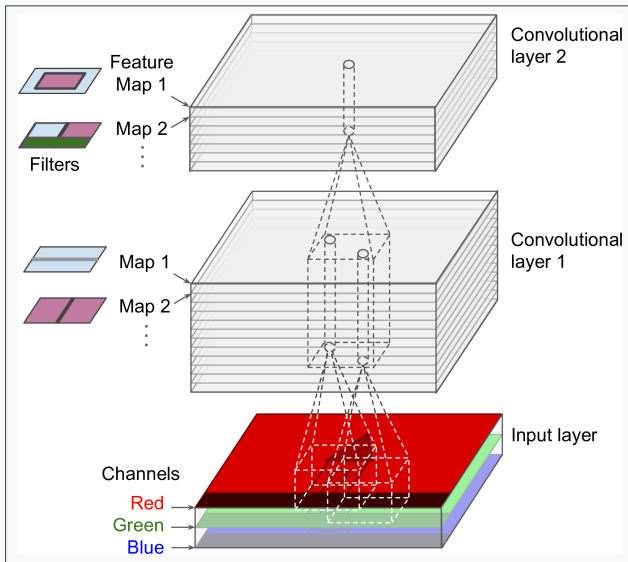 Convolutional
layer 2
Feature
Map 1
Map 2
Filters
Convolutional
layer 1
Map 1
Map 2
Input layer
Channels
Red
Green
Blue